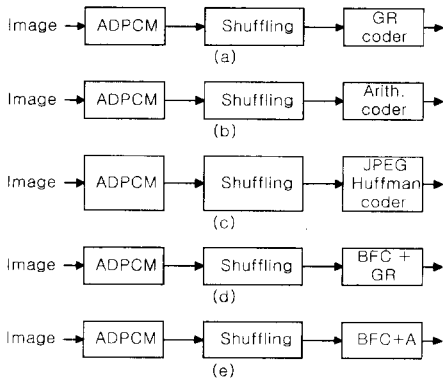 Image ADPCM Shuffling GR
coder
(a)
Image ADPCM Shuffling Arith.
coder
(b)
Image ADPCM Shuffling JPEG
Huffman
coder
(c)
Image ADPCM Shuffling BFC +
GR
(d)
Image ADPCM Shuffling BFC+A
(e)